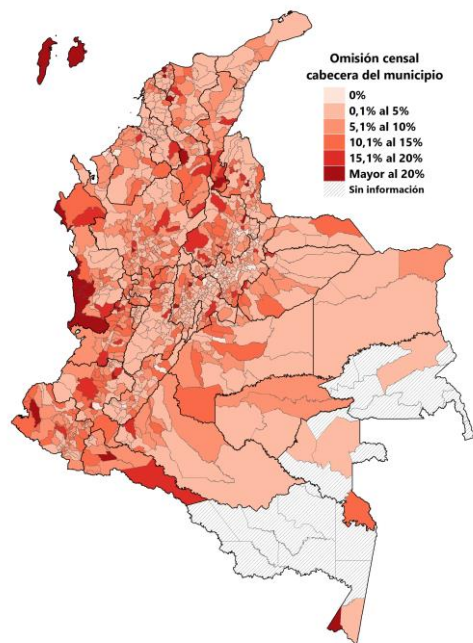 Omisión censal
cabecera del municipio
0%
0,1% al 5%
5,1% al 10%
10,1% al 15%
15,1% al 20%
Mayor al 20%
Sin información